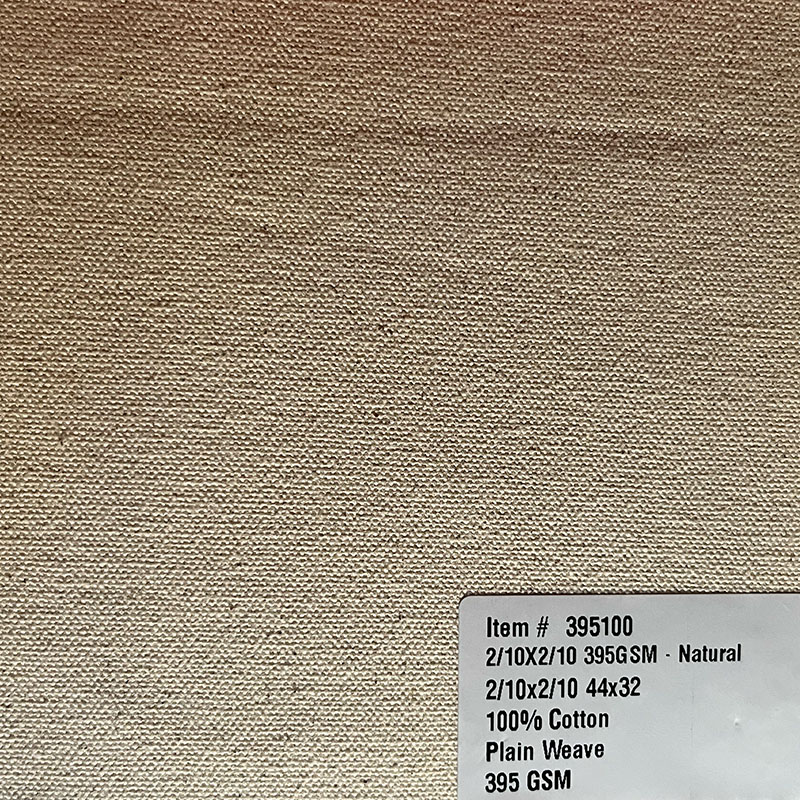 Item # 395100
2/10X2/10 395GSM - Natural
2/10x2/10 44x32
100% Cotton
Plain Weave
395 GSM